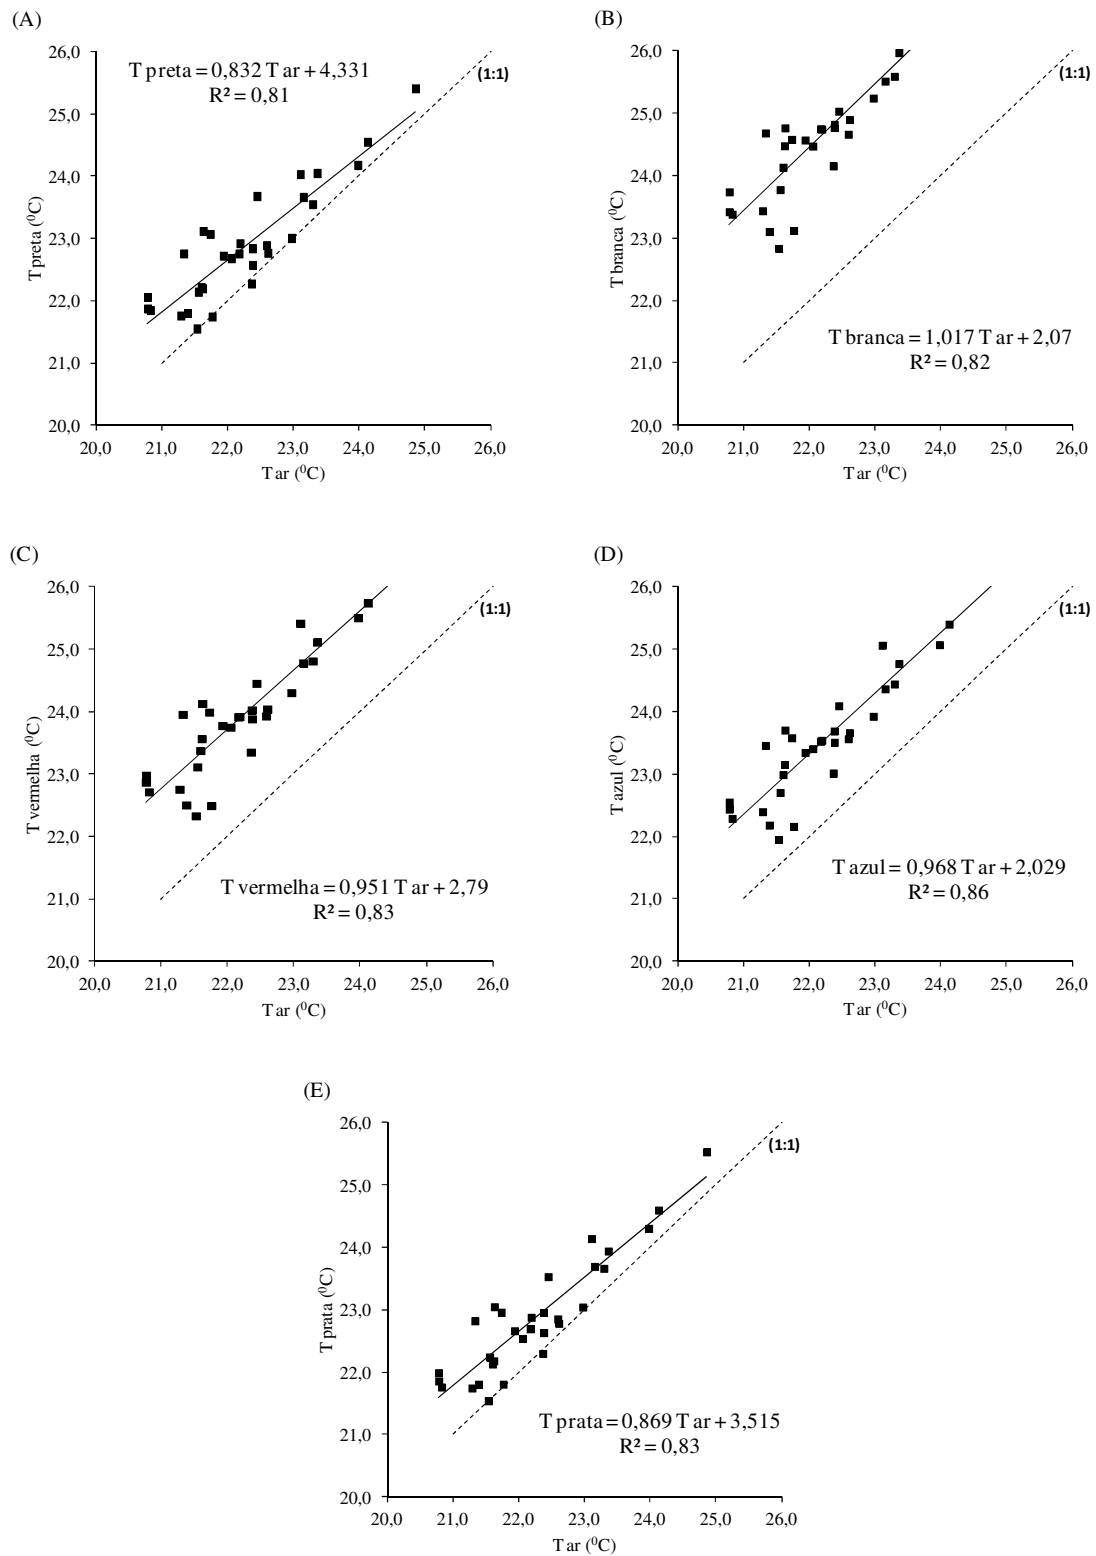 (A)
26,0
25,0
24,0
23,0
22,0
21,0
20,0
T preta (⁰C)
T preta = 0,832 T ar + 4,331
R² = 0,81
(1:1)
20,0 21,0 22,0 23,0 24,0 25,0 26,0
T ar (⁰C)
(B)
26,0
25,0
24,0
23,0
22,0
21,0
20,0
T branca (⁰C)
(1:1)
T branca = 1,017 T ar + 2,07
R² = 0,82
20,0 21,0 22,0 23,0 24,0 25,0 26,0
T ar (⁰C)
(C)
26,0
25,0
24,0
23,0
22,0
21,0
20,0
T vermelha (⁰C)
(1:1)
T vermelha = 0,951 T ar + 2,79
R² = 0,83
20,0 21,0 22,0 23,0 24,0 25,0 26,0
T ar (⁰C)
(D)
26,0
25,0
24,0
23,0
22,0
21,0
20,0
T azul (⁰C)
(1:1)
T azul = 0,968 T ar + 2,029
R² = 0,86
20,0 21,0 22,0 23,0 24,0 25,0 26,0
T ar (⁰C)
(E)
26,0
25,0
24,0
23,0
22,0
21,0
20,0
T prata (⁰C)
(1:1)
T prata = 0,869 T ar + 3,515
R² = 0,83
20,0 21,0 22,0 23,0 24,0 25,0 26,0
T ar (⁰C)